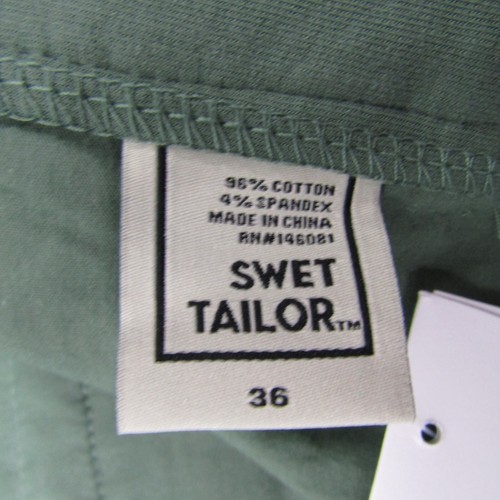 96% COTTON
4% SPANDEX
MADE IN CHINA
RN#146081
SWET
TAILOR™
36